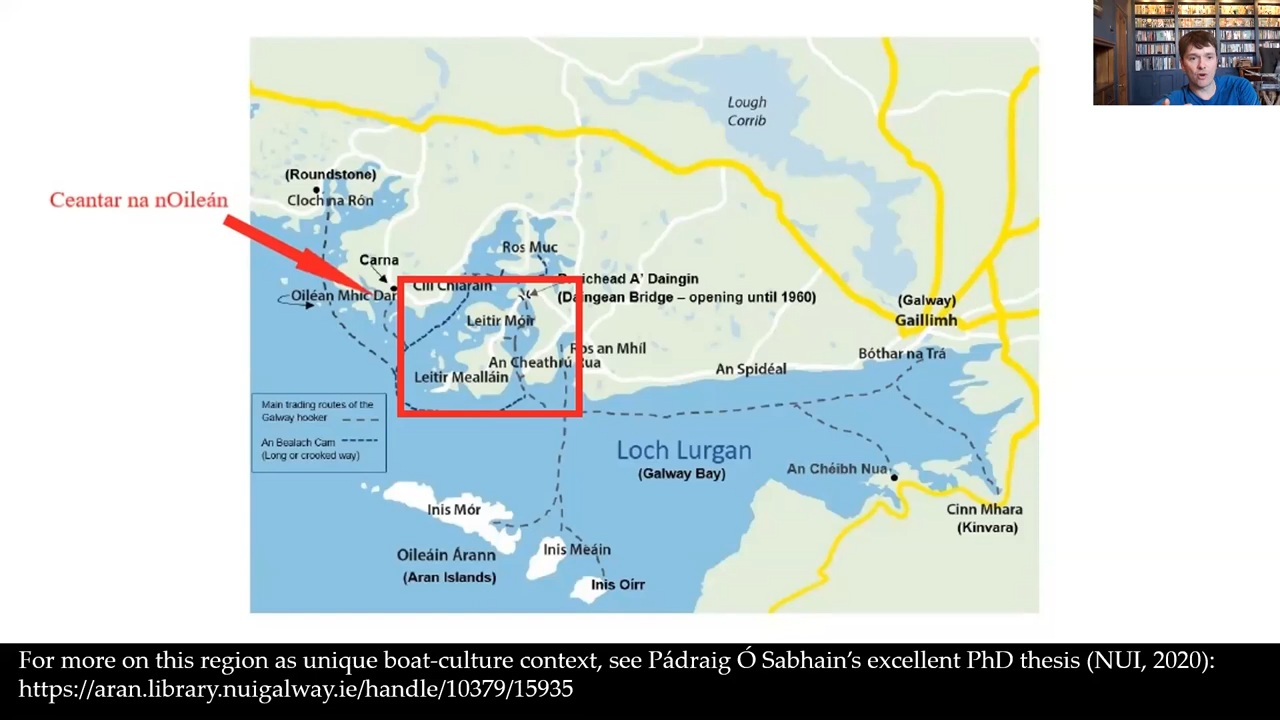 Lough
Corrib
(Roundstone)
Cloch na Rón
Ceantar na nOileán
Ros Muc
Carna
Cill Chiaráin
A' Daingin
(Daingean Bridge – opening until 1960)
Oiléan Mhic Dar
(Galway)
Gaillimh
Leitir Móir
Ros an Mhíl
Bóthar na Trá
An Cheathrú Rua
An Spidéal
Leitir Mealláin
Main trading routes of the
Galway hooker
An Bealach Cam
(Long or crooked way)
Loch Lurgan
(Galway Bay)
An Chéibh Nua
Inis Mór
Cinn Mhara
(Kinvara)
Oileáin Árann
(Aran Islands)
Inis Meáin
Inis Oírr
For more on this region as unique boat-culture context, see Pádraig Ó Sabhain's excellent PhD thesis (NUI, 2020):
https://aran.library.nuigalway.ie/handle/10379/15935